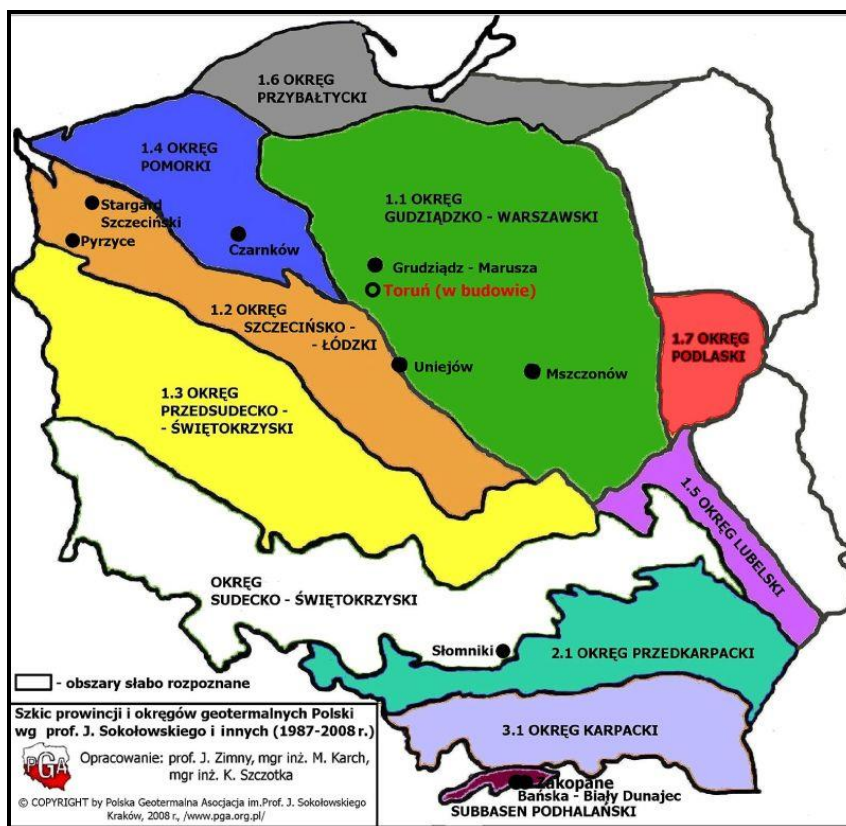 1.6 OKRĘG
PRZYBAŁTYCKI
1.4 OKRĘG
POMORKI
1.1 OKRĘG
GUDZIĄDZKO - WARSZAWSKI
Stargard
Szczeciński
Pyrzyce
Czarnków
Grudziądz - Marusza
Toruń (w budowie)
1.2 OKRĘG
SZCZECIŃSKO -
- ŁÓDZKI
1.7 OKRĘG
PODLASKI
Uniejów
Mszczonów
1.3 OKRĘG
PRZEDSUDECKO -
- ŚWIĘTOKRZYSKI
1.5 OKRĘG LUBELSKI
OKRĘG
SUDECKO - ŚWIĘTOKRZYSKI
Słomniki
2.1 OKRĘG PRZEDKARPACKI
- obszary słabo rozpoznane
3.1 OKRĘG KARPACKI
Zakopane
Bańska - Biały Dunajec
SUBBASEN PODHALAŃSKI
Szkic prowincji i okręgów geotermalnych Polski
wg prof. J. Sokołowskiego i innych (1987-2008 r.)
PGA
Opracowanie: prof. J. Zimny, mgr inż. M. Karch,
mgr inż. K. Szczotka
© COPYRIGHT by Polska Geotermalna Asocjacja im.Prof. J. Sokołowskiego
Kraków, 2008 r., /www.pga.org.pl/